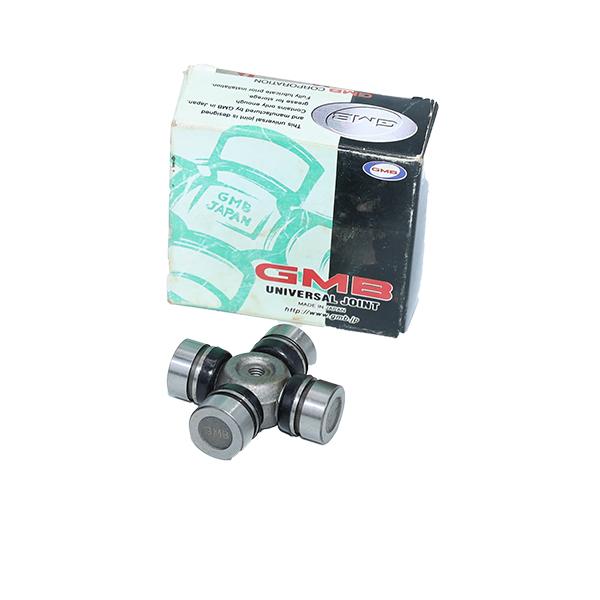 GMB CORPORATION
Fully lubricate prior installation
grease for storage
Contains only enough
and manufactured by GMB in Japan
This universal joint is designed
GMB
GMB
GMB
JAPAN
GMB
UNIVERSAL JOINT
MADE IN JAPAN
http://www.gmb.jp
GMB